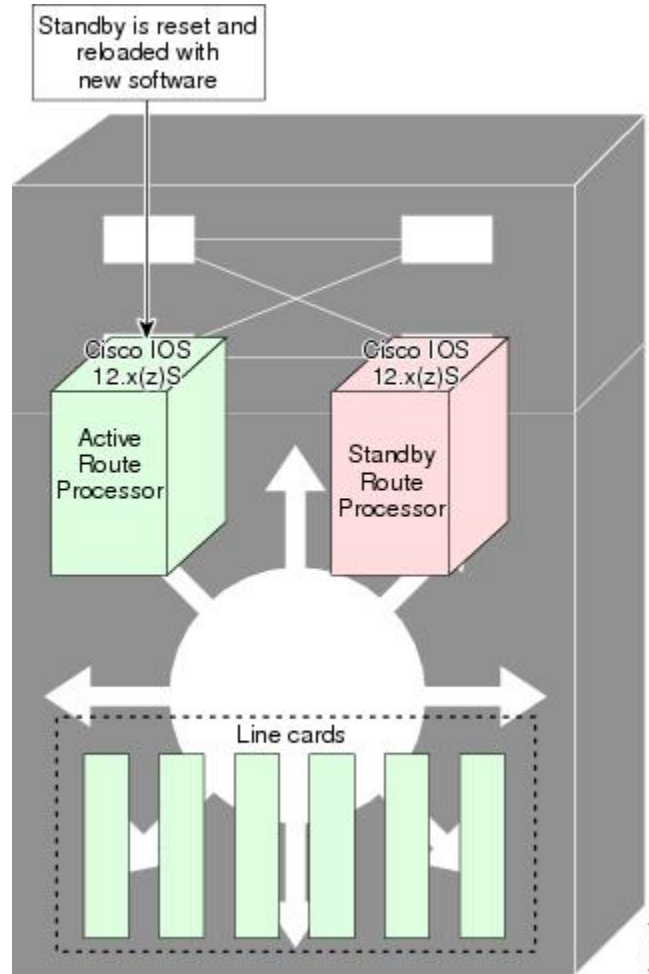 Standby is reset and
reloaded with
new software
Cisco IOS
12.x(z)S
Cisco IOS
12.x(z)S
Active
Route
Processor
Standby
Route
Processor
Line cards